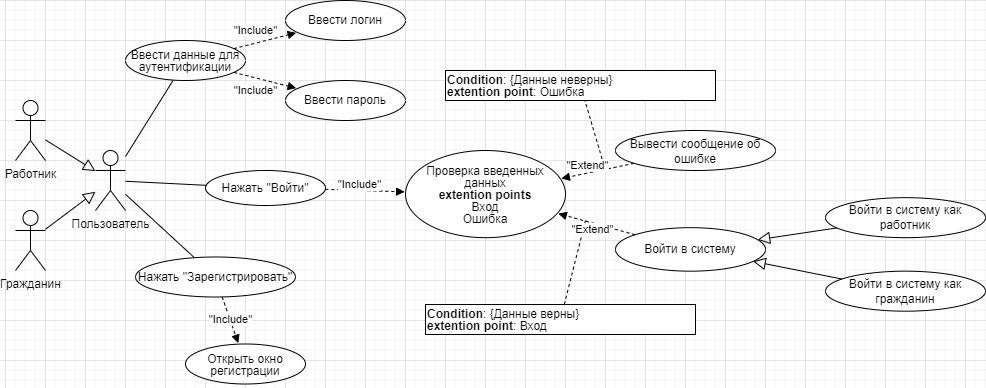 Ввести логин
"Include"
Ввести данные для
аутентификации
"Include"
Ввести пароль
Condition: {Данные неверны}
extention point: Ошибка
Вывести сообщение об
ошибке
"Extend"
Работник
Пользователь
Гражданин
Нажать "Войти"
"Include"
Проверка введенных
данных
extention points
Вход
Ошибка
"Extend"
Войти в систему
Войти в систему как
работник
Войти в систему как
гражданин
Нажать "Зарегистрировать"
Condition: {Данные верны}
extention point: Вход
"Include"
Открыть окно
регистрации